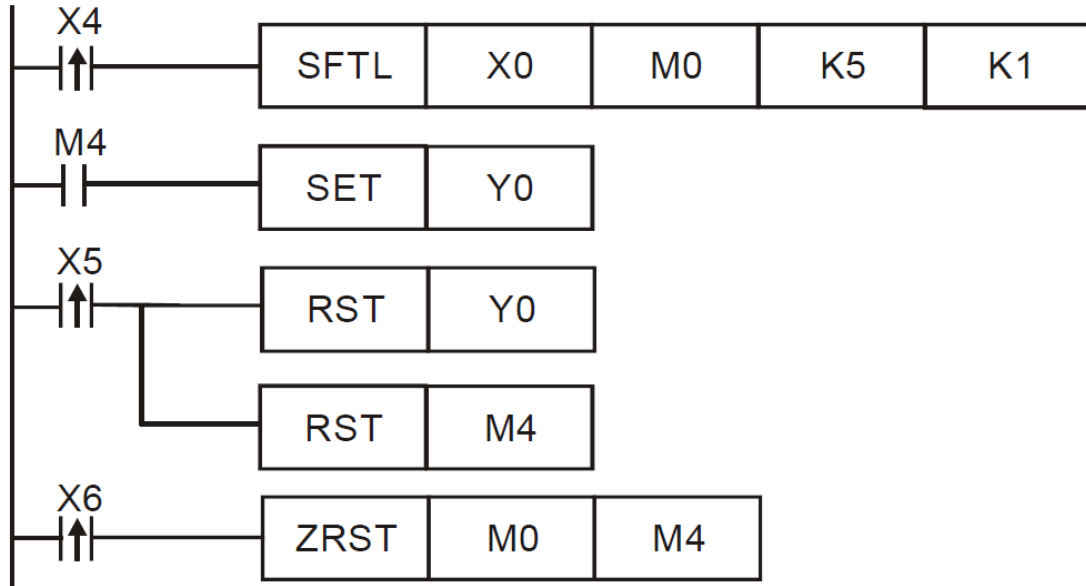 X4
SFTL X0 M0 K5 K1
M4
SET Y0
X5
RST Y0
RST M4
X6
ZRST M0 M4